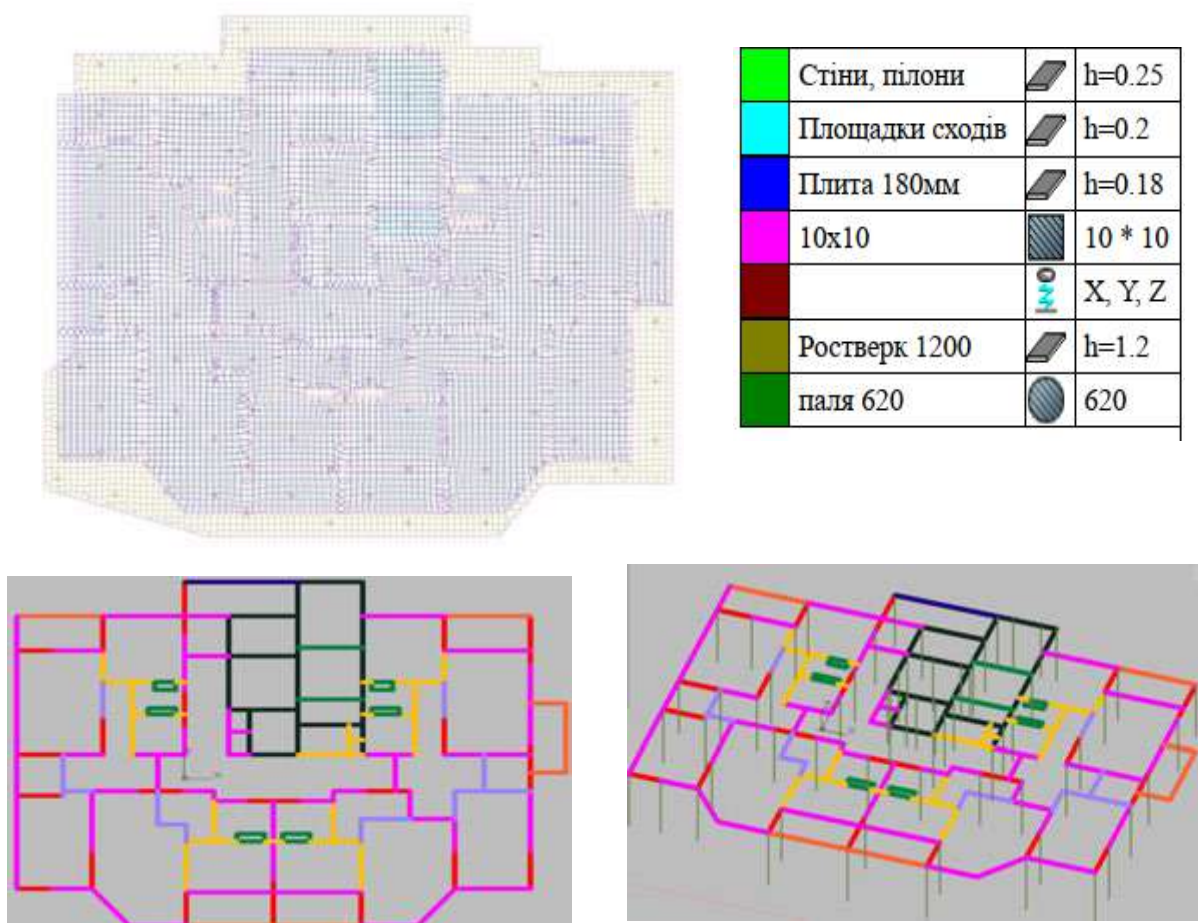 Стіни, пілони h=0.25
Площадки сходів h=0.2
Плита 180мм h=0.18
10x10 10 * 10
X, Y, Z
Ростверк 1200 h=1.2
паля 620 620